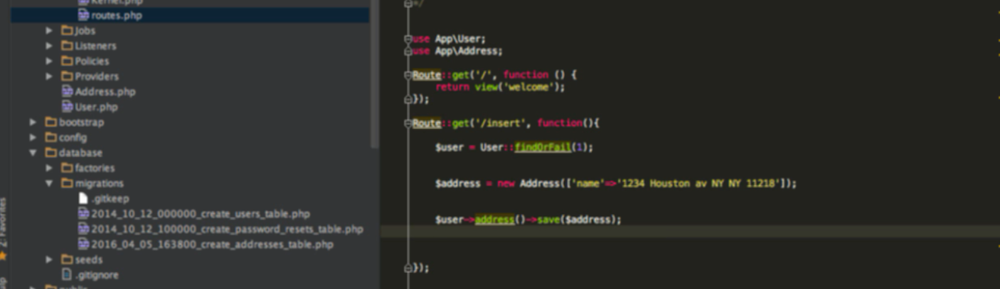 Kernel.php
routes.php
Jobs
Listeners
Policies
Providers
Address.php
User.php
bootstrap
config
database
factories
migrations
.gitkeep
2014_10_12_000000_create_users_table.php
2014_10_12_100000_create_password_resets_table.php
2016_04_05_163800_create_addresses_table.php
seeds
.gitignore
public
2: Favorites
*/
use App\User;
use App\Address;
Route::get('/', function () {
return view('welcome');
});
Route::get('/insert', function(){
$user = User::findOrFail(1);
$address = new Address(['name'=>'1234 Houston av NY NY 11218']);
$user->address()->save($address);
});